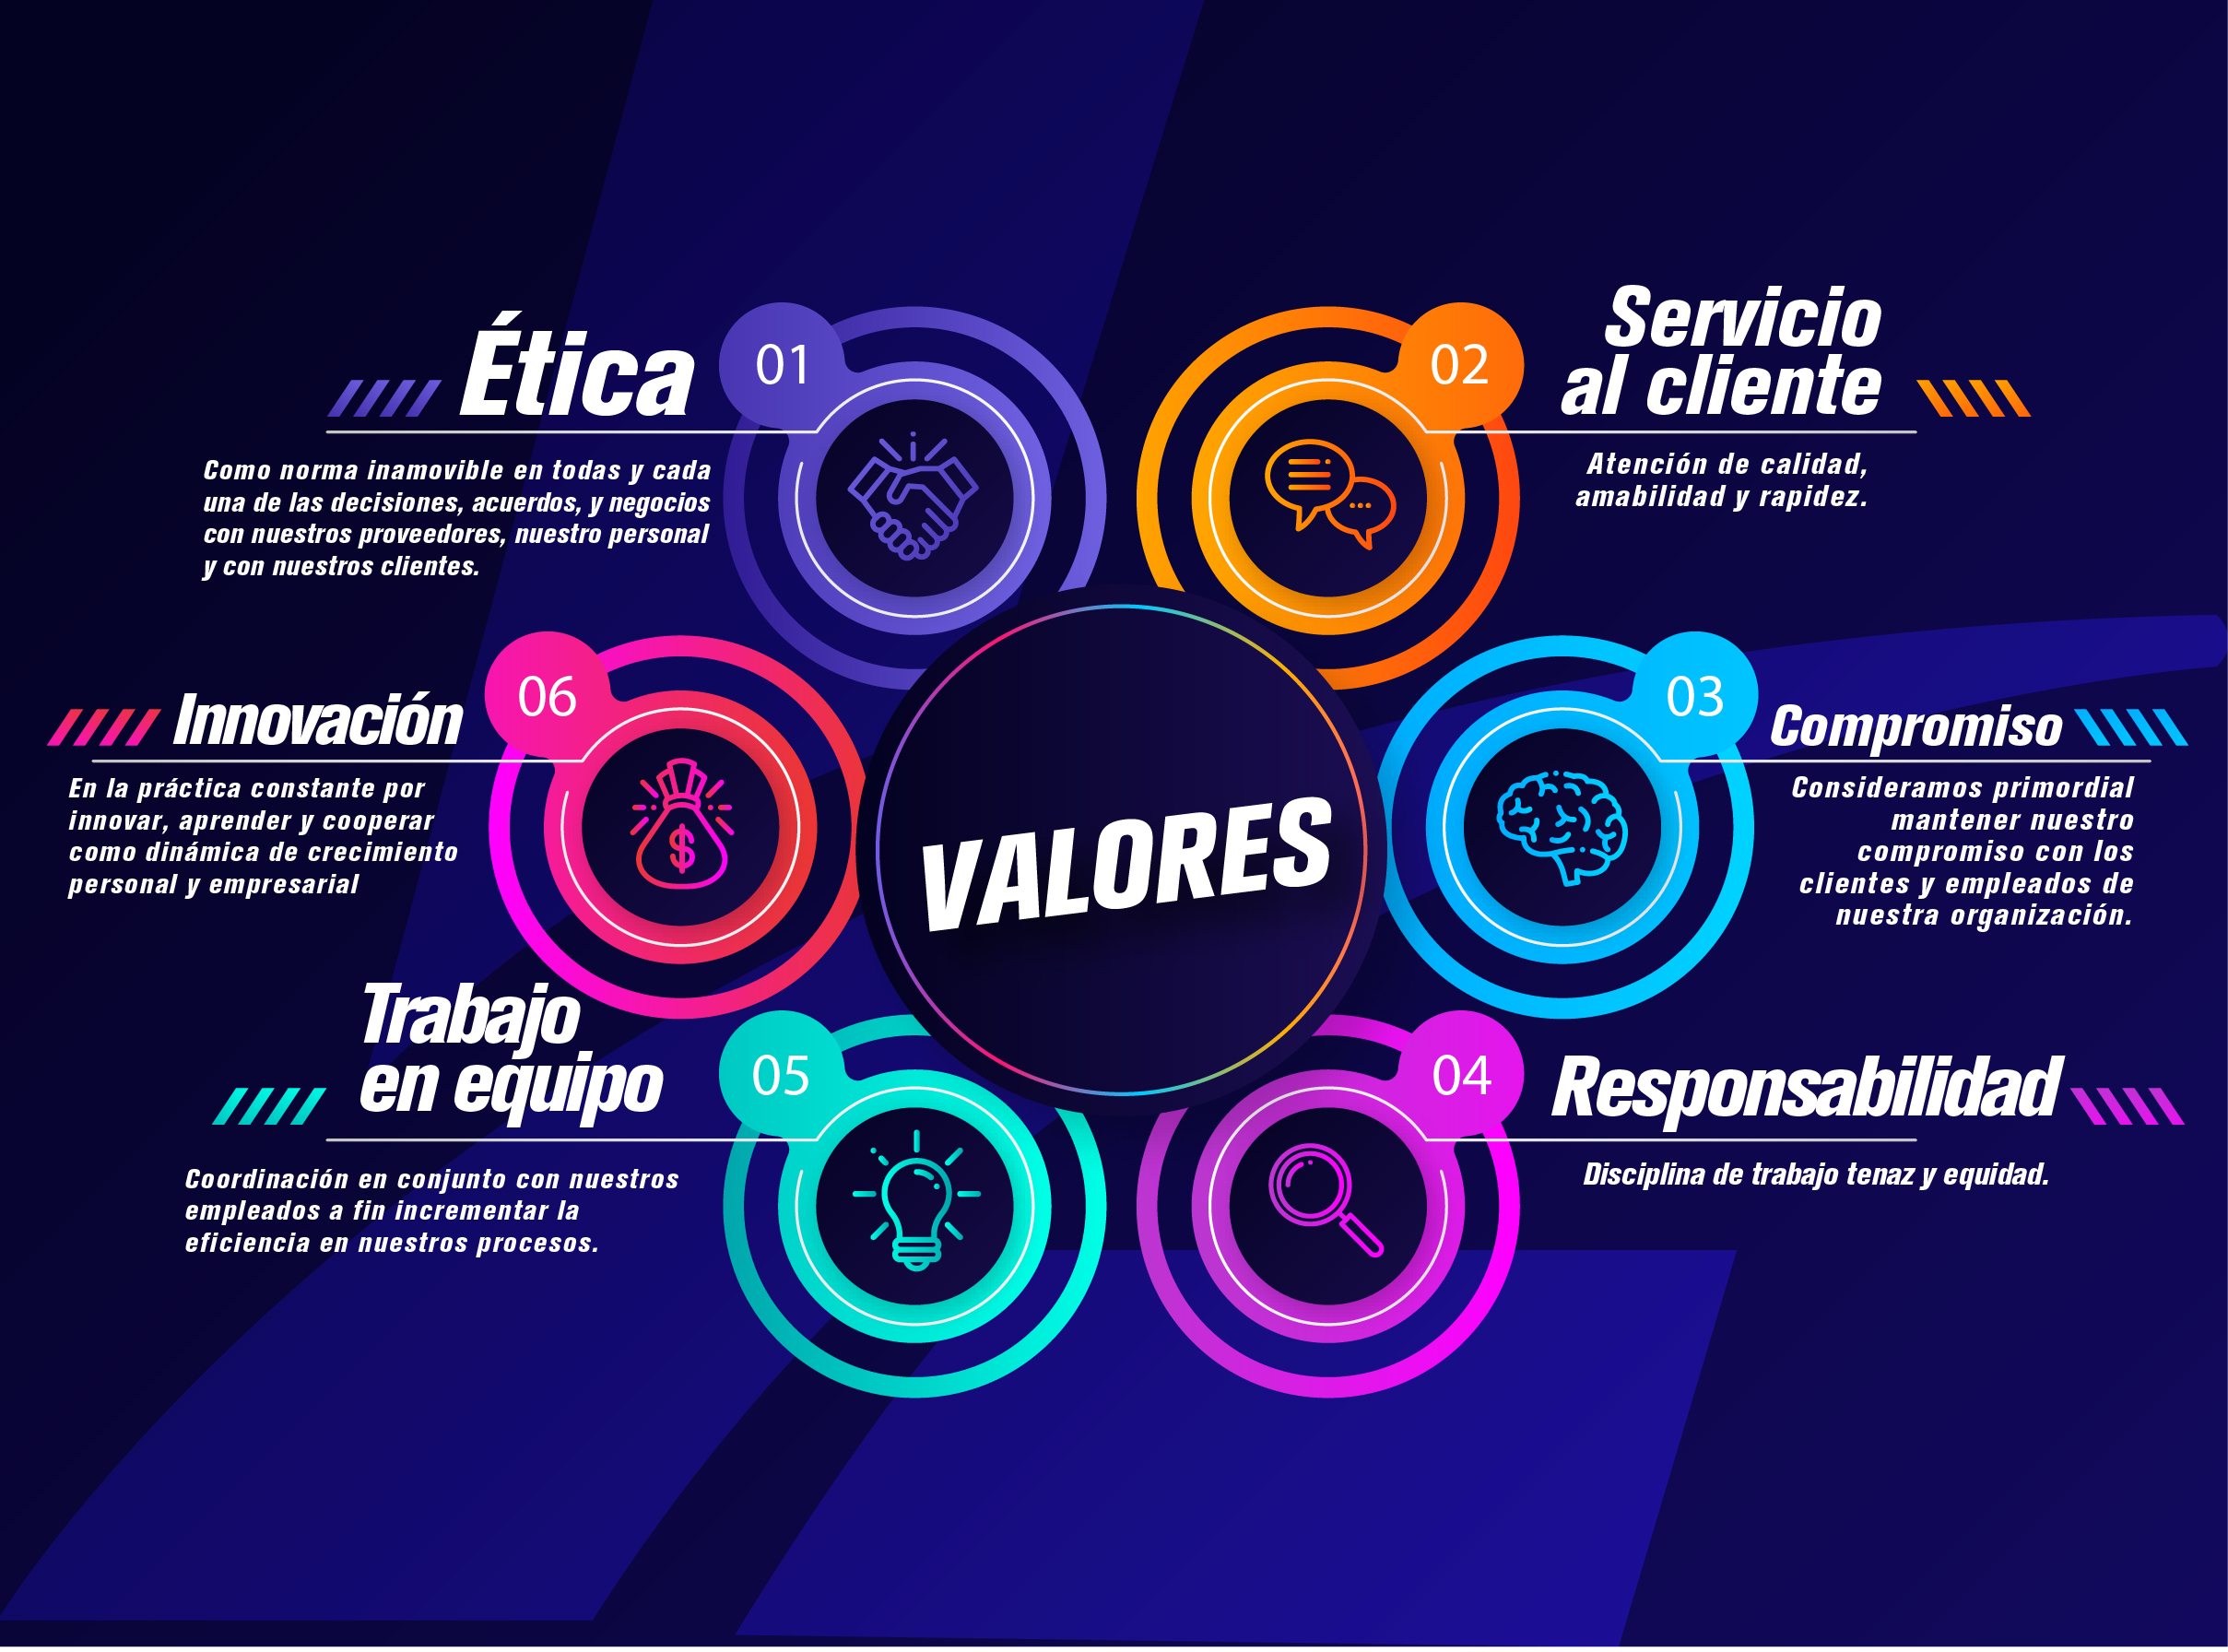 01
Ética
Como norma inamovible en todas y cada
una de las decisiones, acuerdos, y negocios
con nuestros proveedores, nuestro personal
y con nuestros clientes.
02
Servicio
al cliente
Atención de calidad,
amabilidad y rapidez.
06
Innovación
En la práctica constante por
innovar, aprender y cooperar
como dinámica de crecimiento
personal y empresarial
$
VALORES
03
Compromiso
Consideramos primordial
mantener nuestro
compromiso con los
clientes y empleados de
nuestra organización.
05
Trabajo
en equipo
Coordinación en conjunto con nuestros
empleados a fin incrementar la
eficiencia en nuestros procesos.
04
Responsabilidad
Disciplina de trabajo tenaz y equidad.